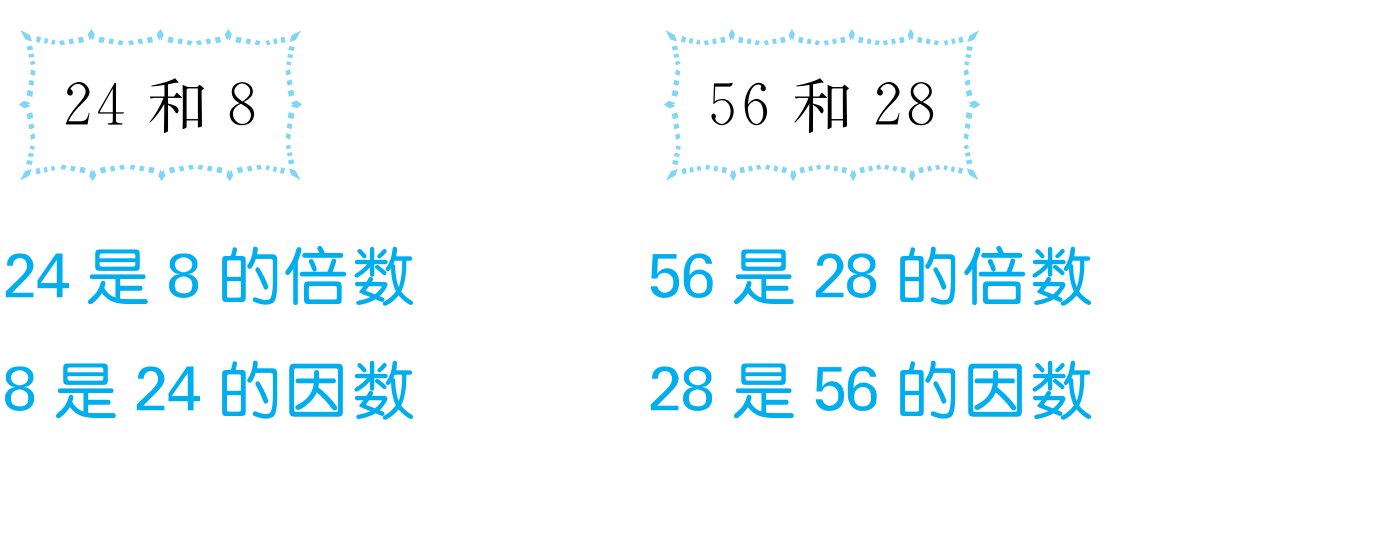 24 和 8
56 和 28
24 是 8 的倍数
56 是 28 的倍数
8 是 24 的因数
28 是 56 的因数